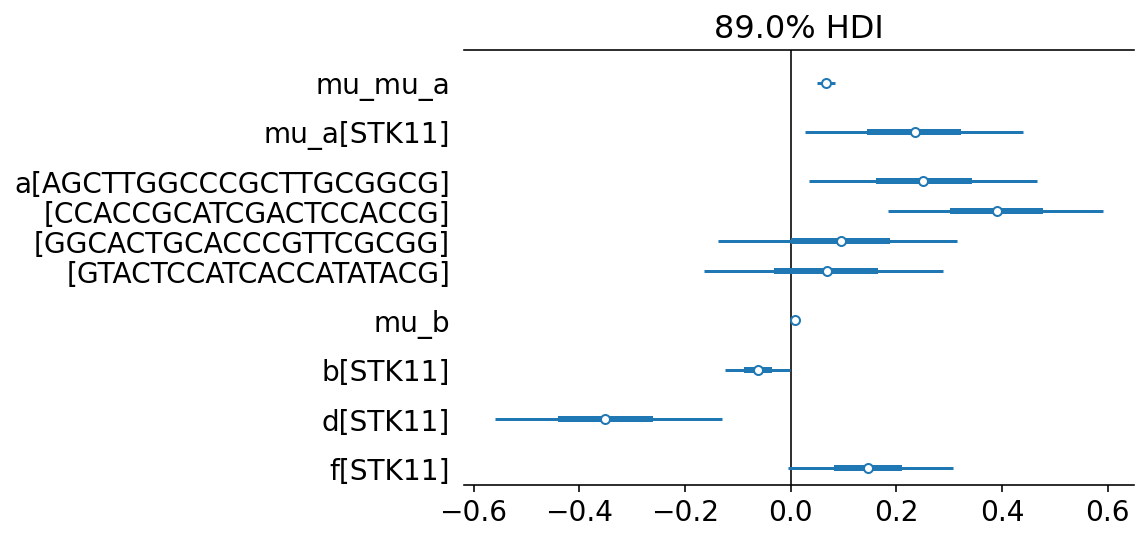 89.0% HDI
mu_mu_a
mu_a[STK11]
a[AGCTTGGCCCGCTTGCGGCG]
[CCACCGCATCGACTCCACCG]
[GGCACTGCACCCGTTCGCGG]
[GTACTCCATCACCATATACG]
mu_b
b[STK11]
d[STK11]
f[STK11]
−0.6 −0.4 −0.2 0.0 0.2 0.4 0.6